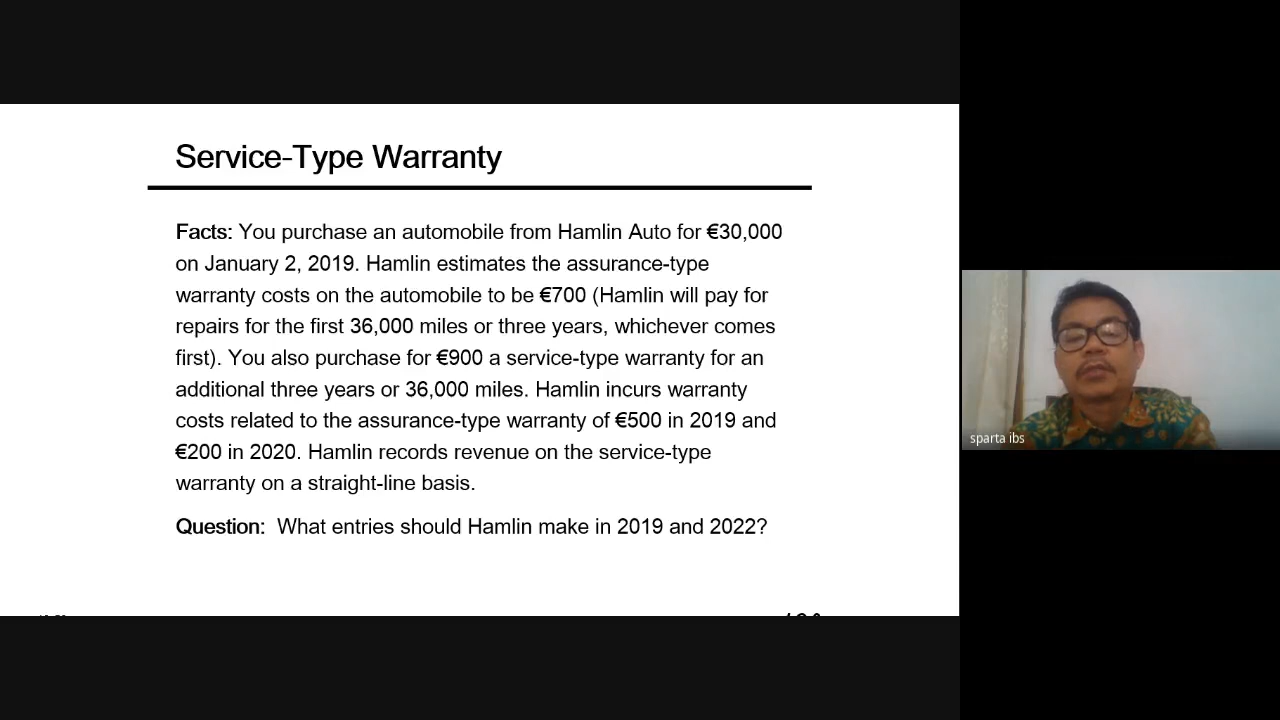 Service-Type Warranty
Facts: You purchase an automobile from Hamlin Auto for €30,000
on January 2, 2019. Hamlin estimates the assurance-type
warranty costs on the automobile to be €700 (Hamlin will pay for
repairs for the first 36,000 miles or three years, whichever comes
first). You also purchase for €900 a service-type warranty for an
additional three years or 36,000 miles. Hamlin incurs warranty
costs related to the assurance-type warranty of €500 in 2019 and
€200 in 2020. Hamlin records revenue on the service-type
warranty on a straight-line basis.
Question: What entries should Hamlin make in 2019 and 2022?
sparta ibs